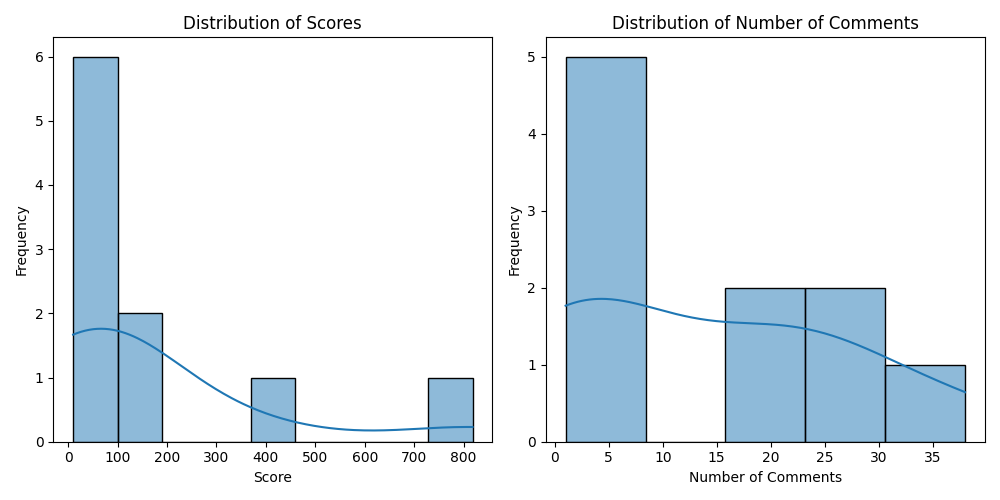 Distribution of Scores
Frequency
6
5
4
3
2
1
0
0 100 200 300 400 500 600 700 800
Score
Distribution of Number of Comments
Frequency
5
4
3
2
1
0
0 5 10 15 20 25 30 35
Number of Comments